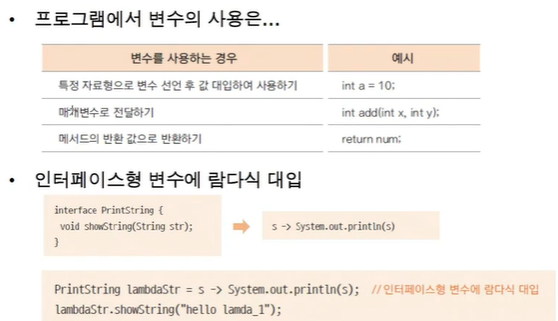 • 프로그램에서 변수의 사용은...
변수를 사용하는 경우 예시
특정 자료형으로 변수 선언 후 값 대입하여 사용하기 int a = 10;
매개변수로 전달하기 int add(int x, int y);
메서드의 반환 값으로 반환하기 return num;
• 인터페이스형 변수에 람다식 대입
interface PrintString {
void showString(String str);
}
s -> System.out.println(s)
PrintString lambdaStr = s -> System.out.println(s); //인터페이스형 변수에 람다식 대입
lambdaStr.showString("hello lamda_1");